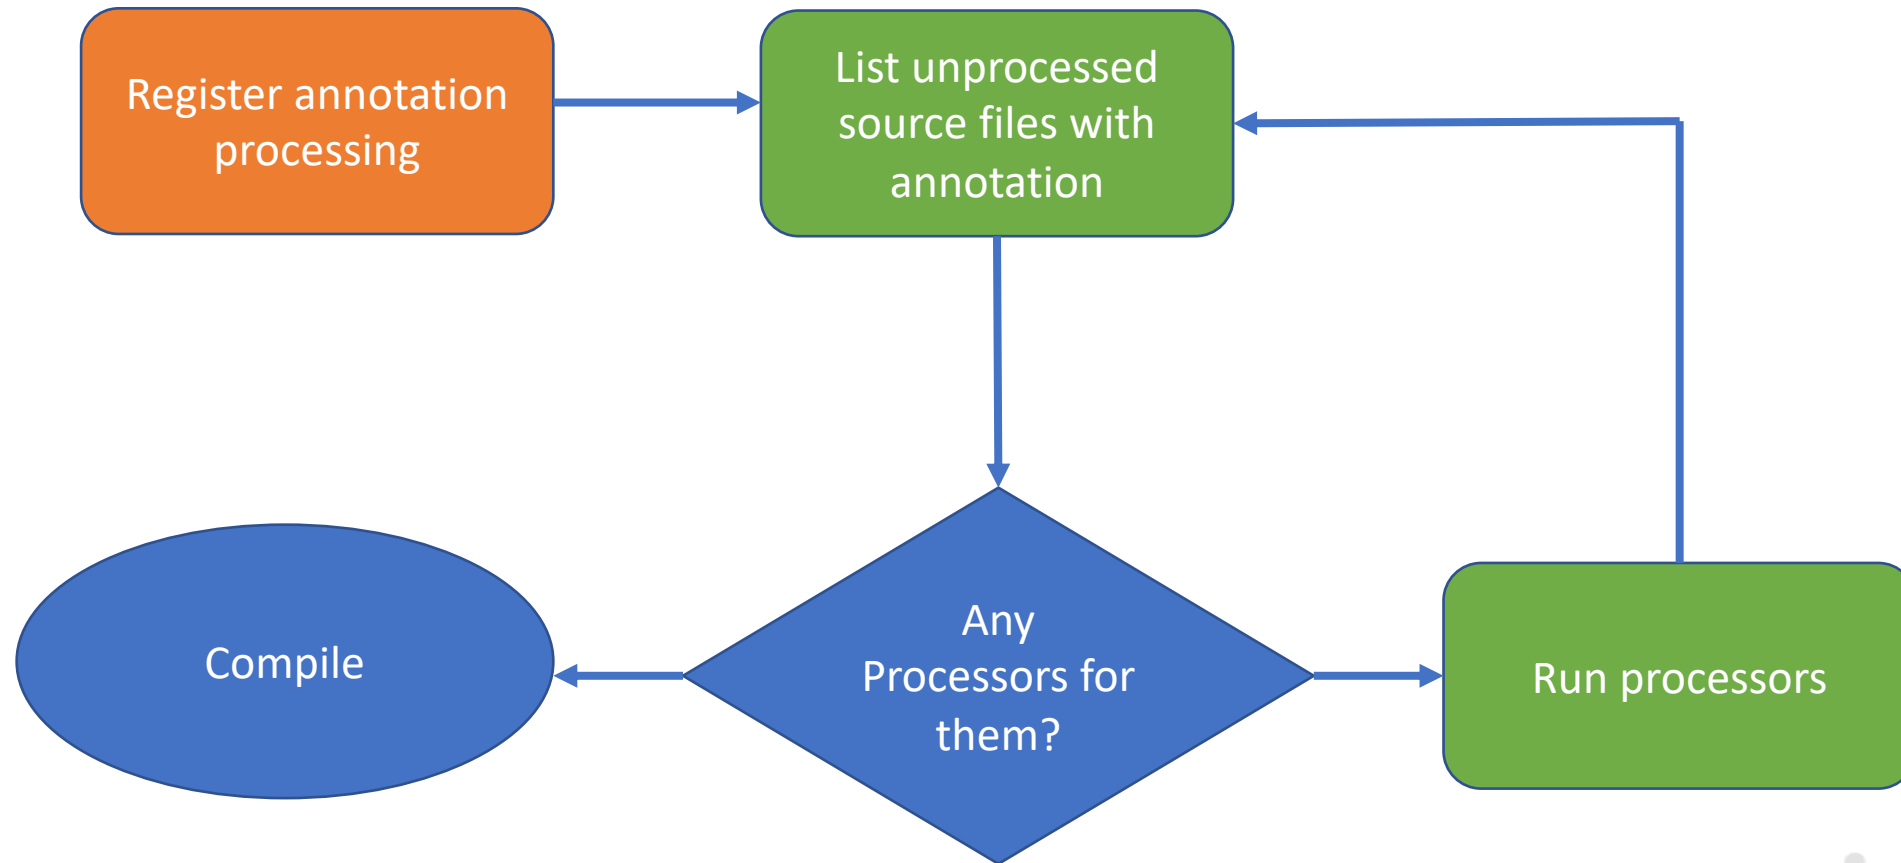 Register annotation
processing
List unprocessed
source files with
annotation
Compile
Any
Processors for
them?
Run processors